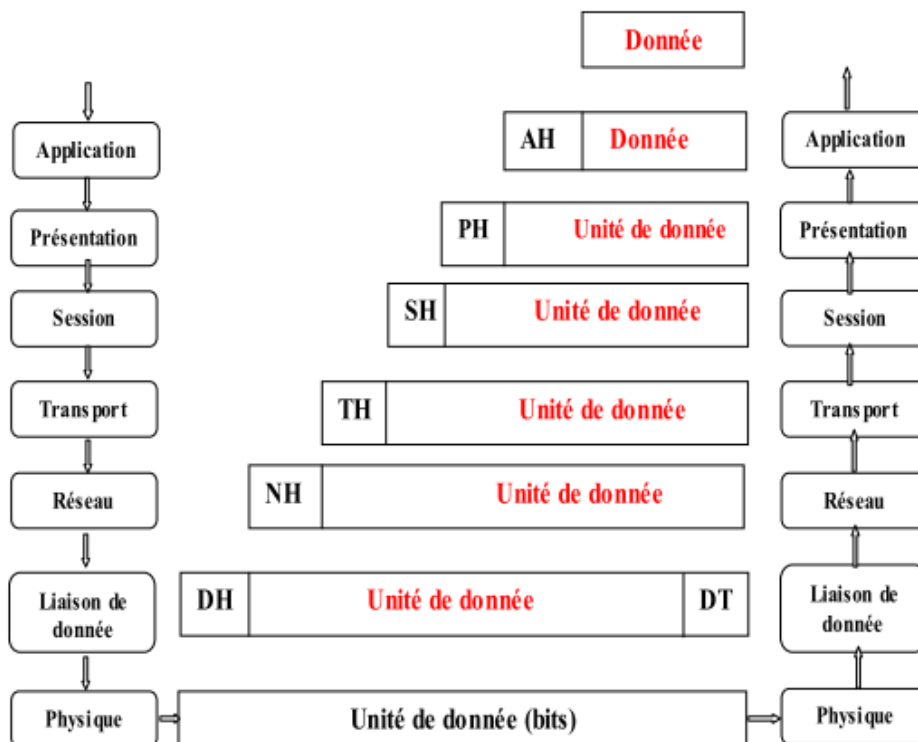 Donnée
Application AH Donnée Application
Présentation PH Unité de donnée Présentation
Session SH Unité de donnée Session
Transport TH Unité de donnée Transport
Réseau NH Unité de donnée Réseau
Liaison de donnée DH Unité de donnée DT Liaison de donnée
Physique Unité de donnée (bits) Physique